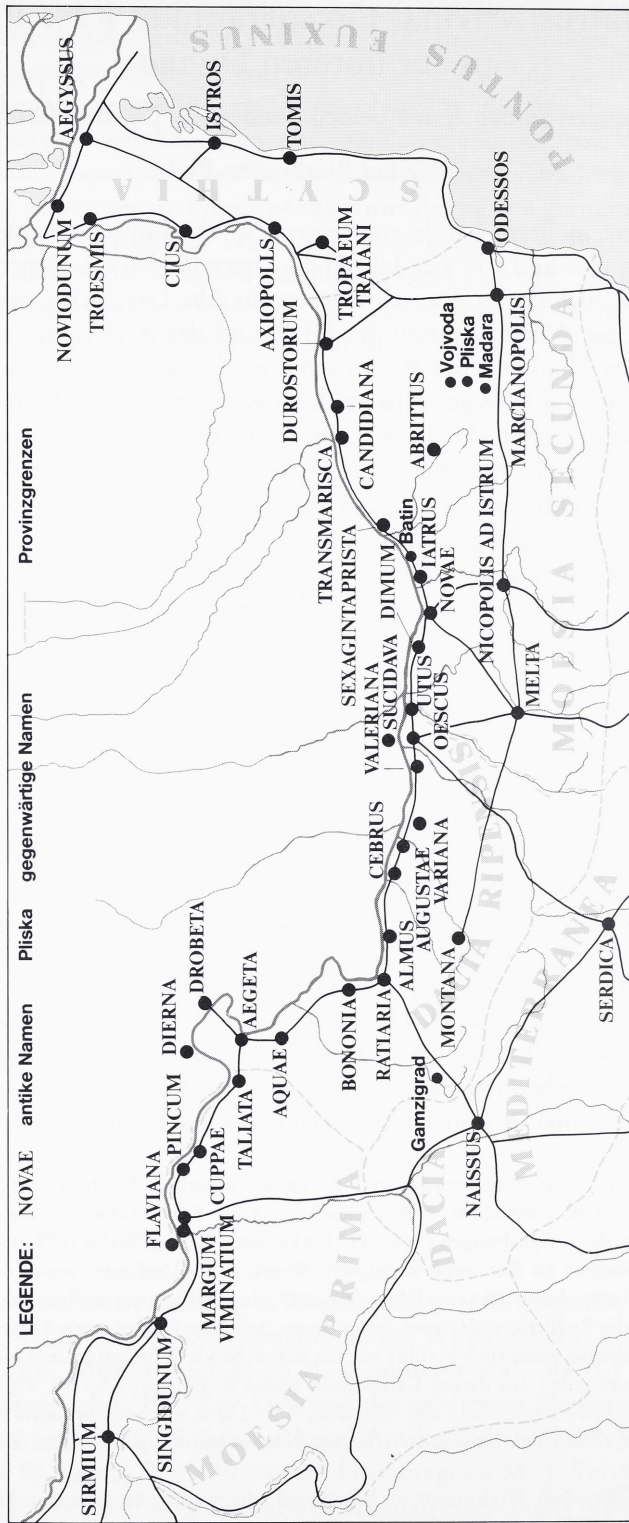 LEGENDE: NOVAE antike Namen Pliska gegenwärtige Namen Provinzgrenzen
SIRMIUM
SINGIDUNUM
FLAVIANA
MARGUM
VIMINATIUM
PINCUM
CUPPAE
DIERNA
TALIATA
DROBETA
AEGETA
AQUAE
BONONIA
RATIARIA
ALMUS
CEBRUS
AUGUSTAE
VARIANA
MONTANA
Gamzigrad
NAISSUS
SERDICA
VALERIANA
SUCIDAVA
UTUS
OESCUS
MELTA
SEXAGINTAPRISTA
DIMUM
Batin
IATRUS
NOVAE
NICOPOLIS AD ISTRUM
TRANSMARISCA
CANDIDIANA
ABRITTUS
DUROSTORUM
Vojvoda
Pliska
Madara
MARCIANOPOLIS
ODESSOS
AXIOPOLLS
TROPAEUM
TRAIANI
CIUS
NOVIODUNUM
TROESMIS
AEGYSSUS
ISTROS
TOMIS
MOESIA PRIMA
DACIA MEDITERRANEA
DACIA RIPENSIS
MOESIA SECUNDA
SCYTHIA
PONTUS EUXINUS